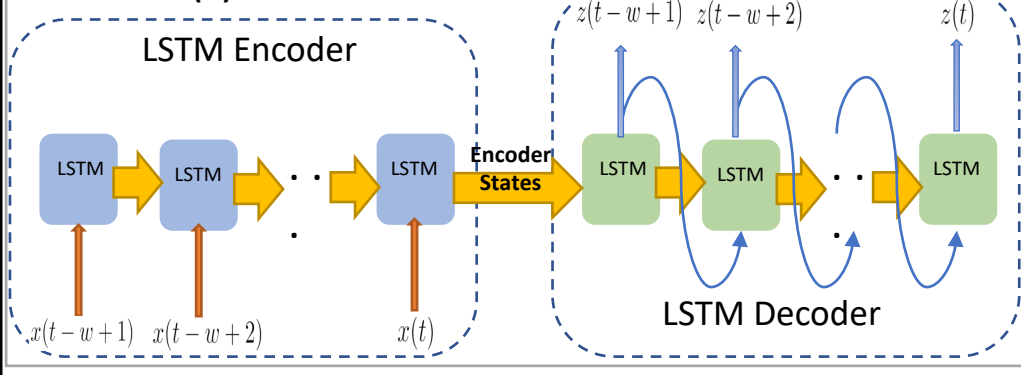 z(t − w + 1) z(t − w + 2) z(t)
LSTM Encoder
LSTM LSTM . . LSTM Encoder States LSTM LSTM . . LSTM
.
.
x(t − w + 1) x(t − w + 2) x(t)
LSTM Decoder